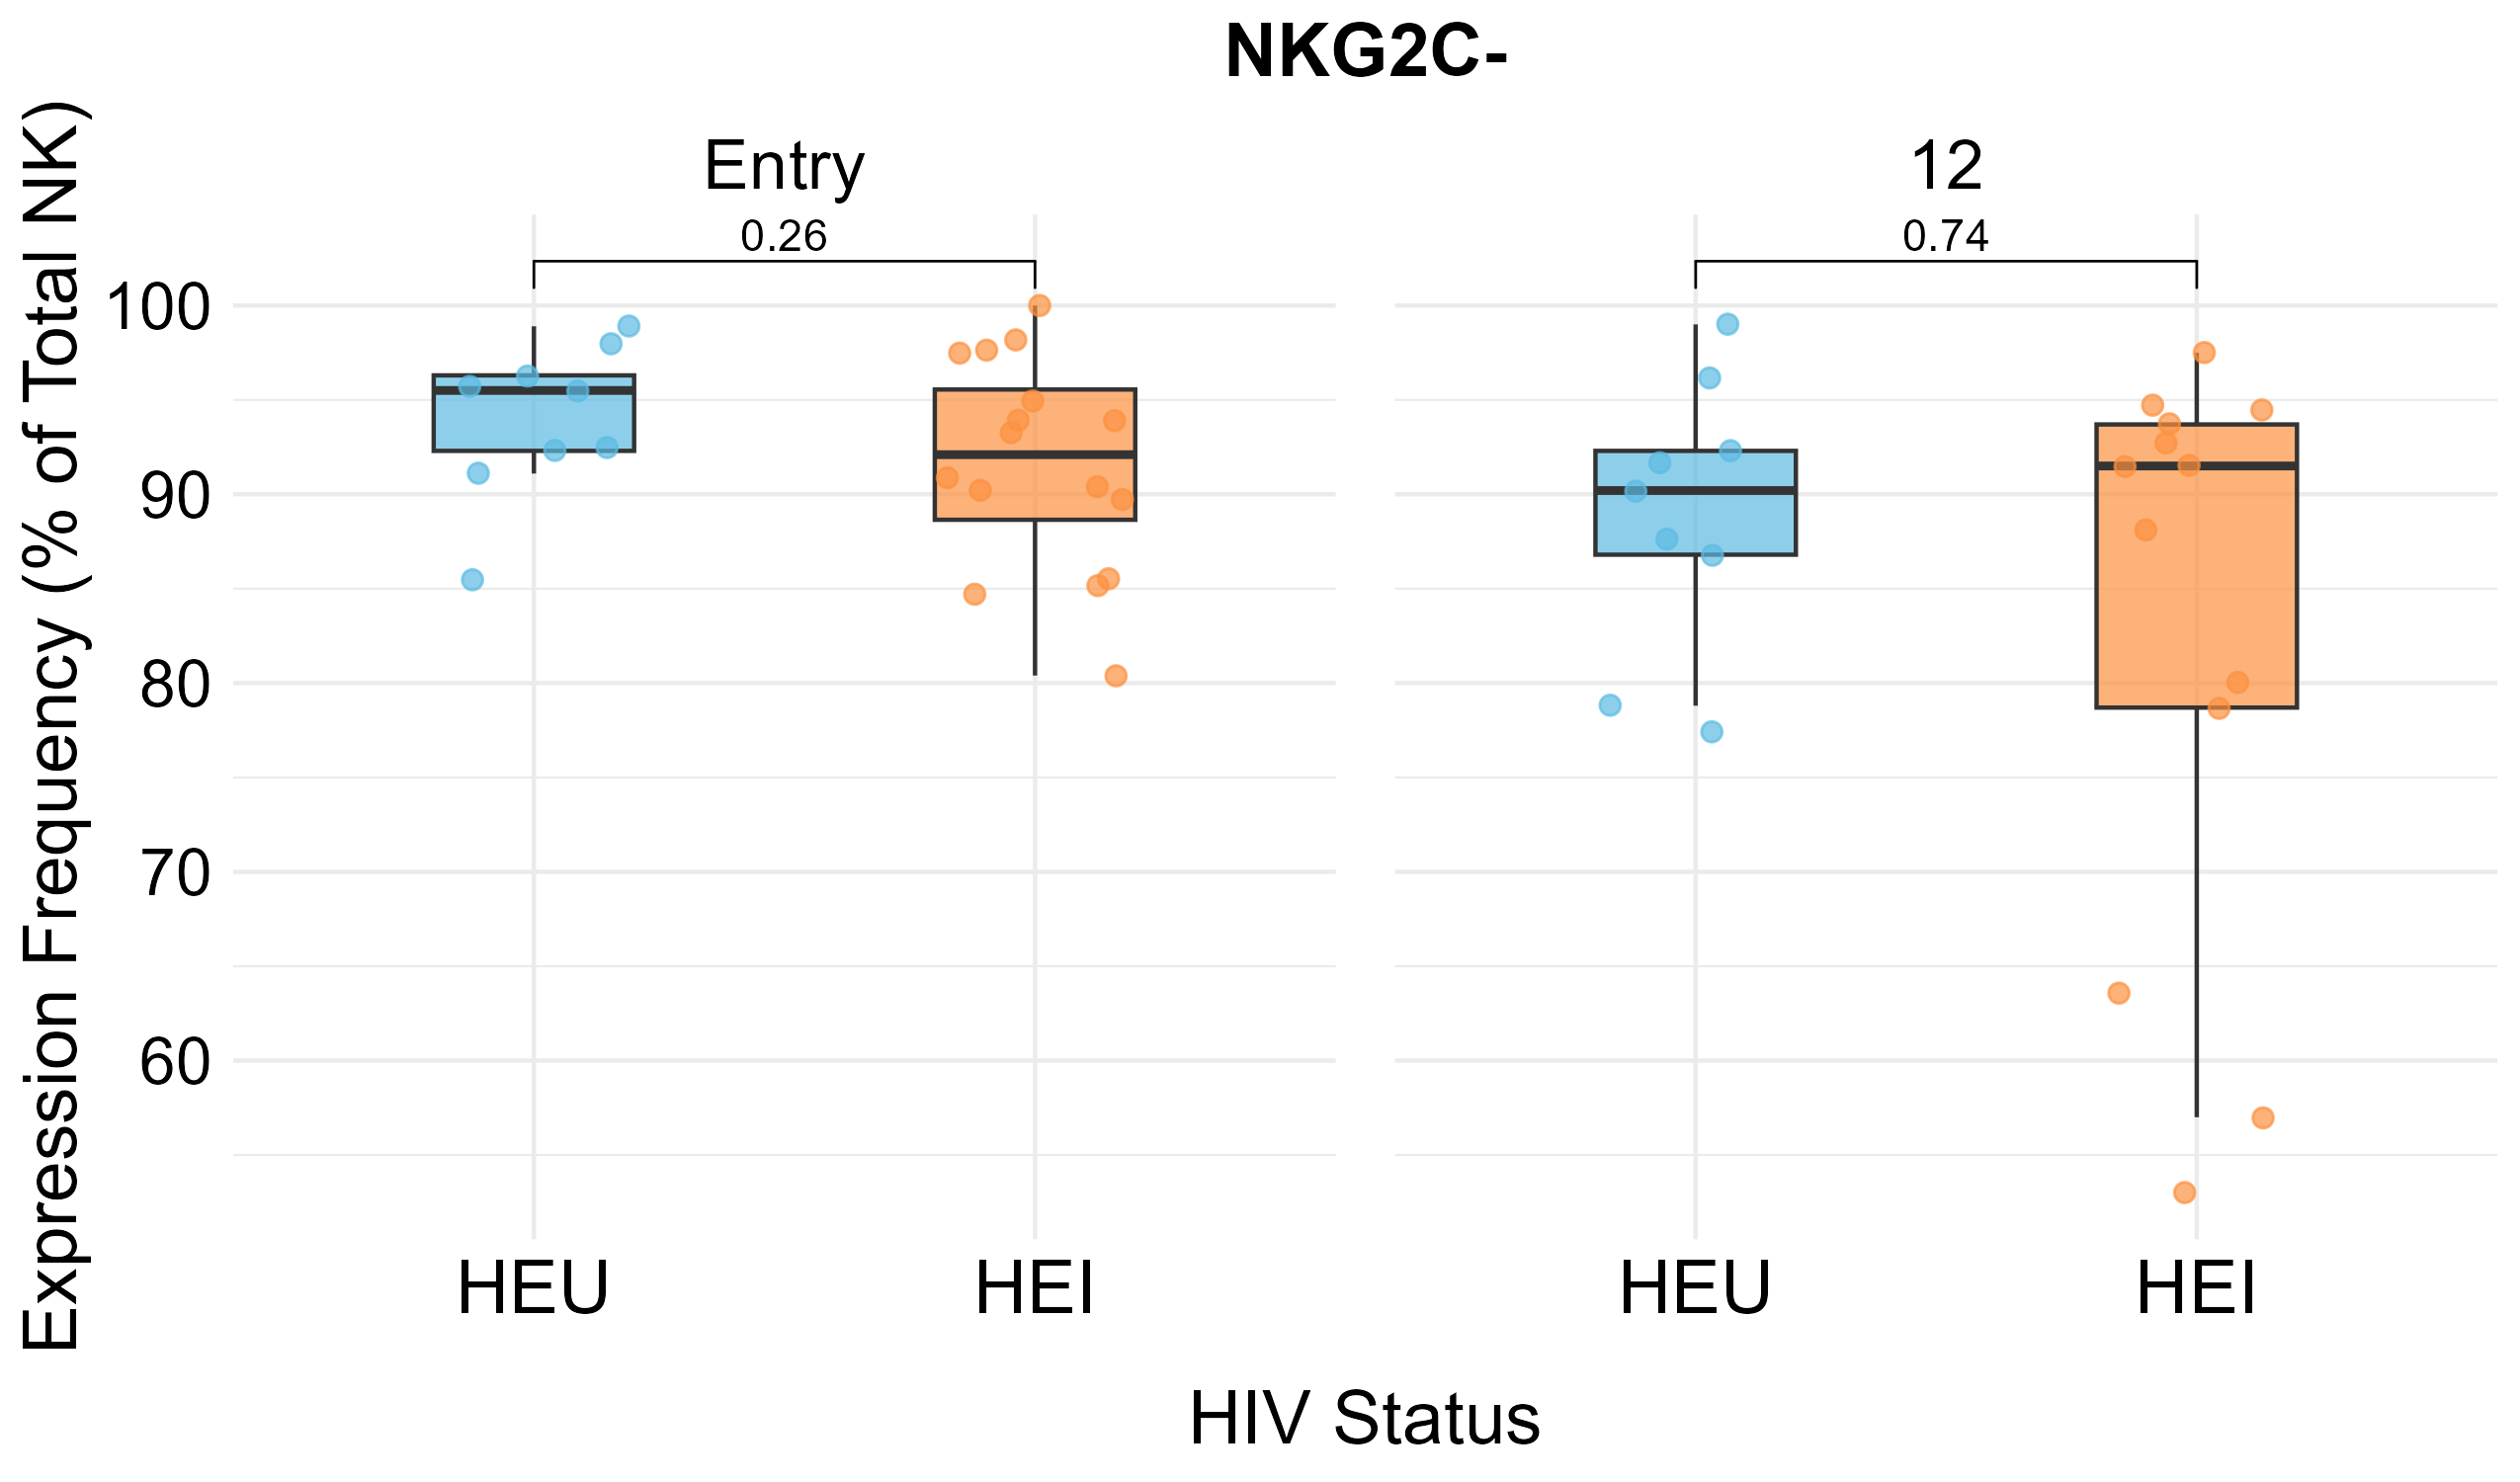 NKG2C-
Entry
12
0.26
0.74
Expression Frequency (% of Total NK)
100
90
80
70
60
HEU
HEI
HEU
HEI
HIV Status